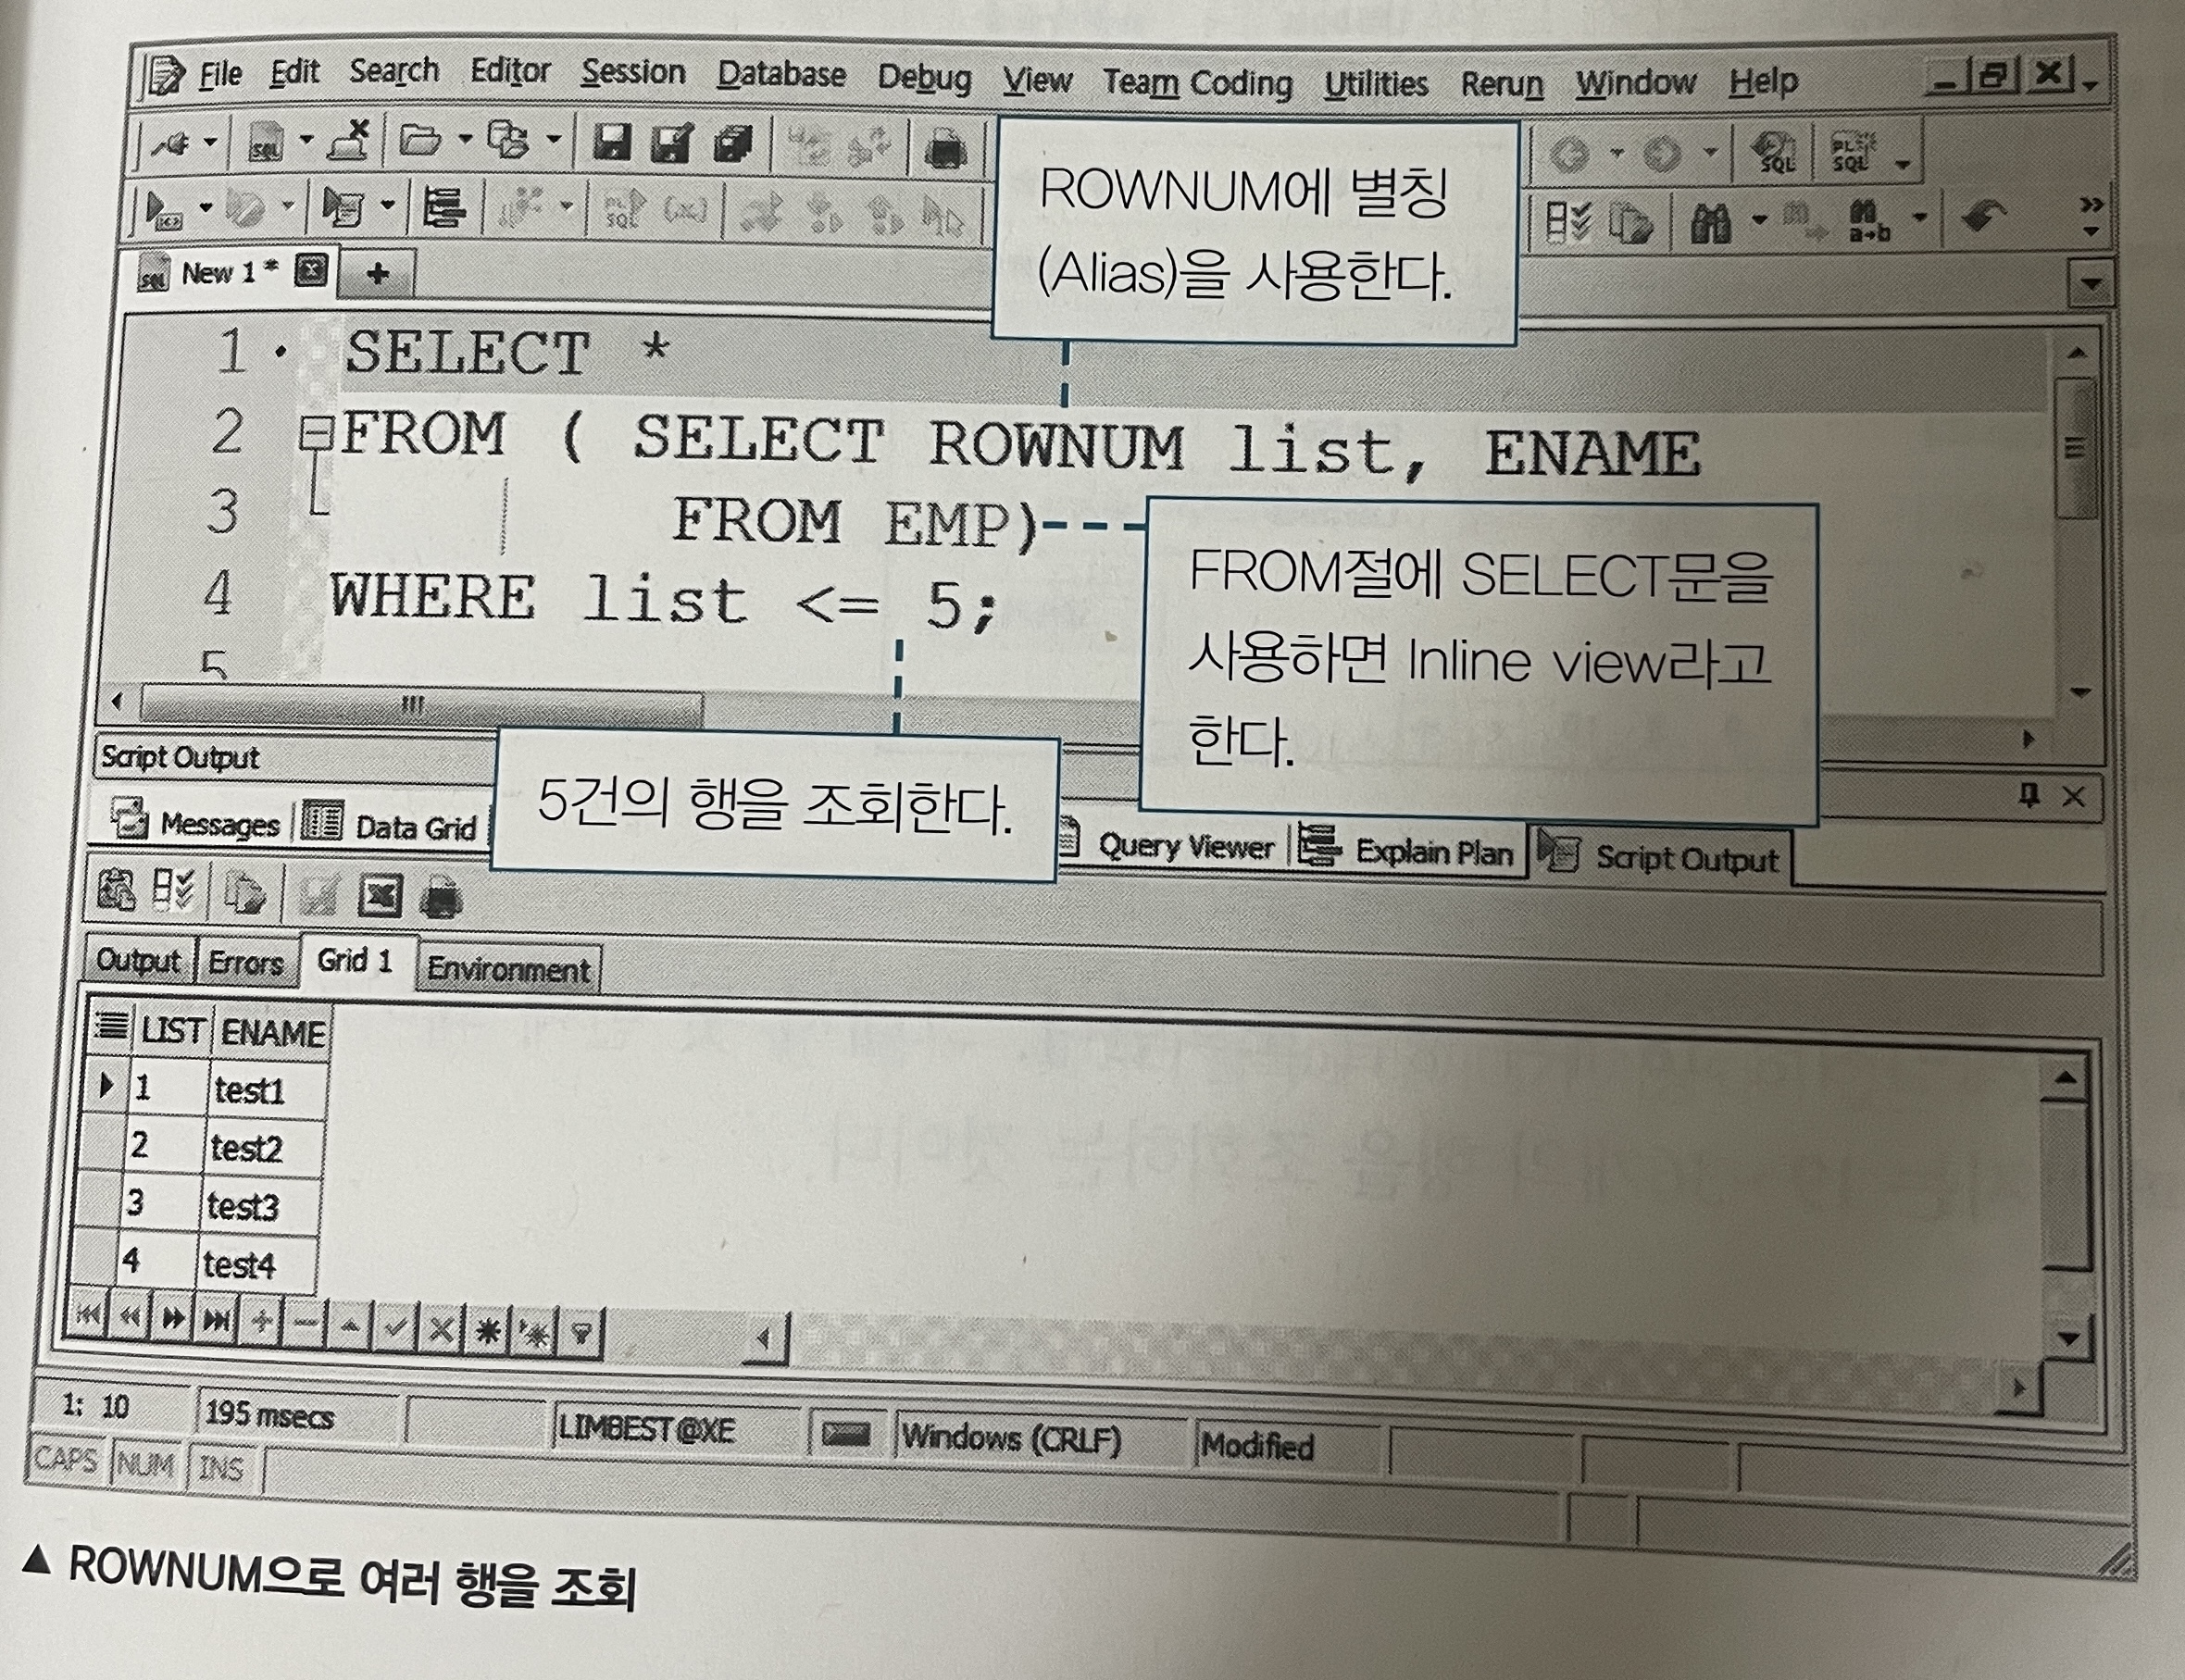 File Edit Search Editor Session Database Debug View Team Coding Utilities Rerun Window Help
ROWNUM에 별칭
(Alias)을 사용한다.
New 1 *
1 SELECT *
2 FROM ( SELECT ROWNUM list, ENAME
3 FROM EMP)
4 WHERE list <= 5;
5
FROM절에 SELECT문을
사용하면 Inline view라고
한다.
5건의 행을 조회한다.
Script Output
Messages Data Grid Query Viewer Explain Plan Script Output
Output Errors Grid 1 Environment
LIST ENAME
1 test1
2 test2
3 test3
4 test4
1: 10 195 msecs LIMBEST@XE Windows (CRLF) Modified
CAPS NUM INS
▲ ROWNUM으로 여러 행을 조회